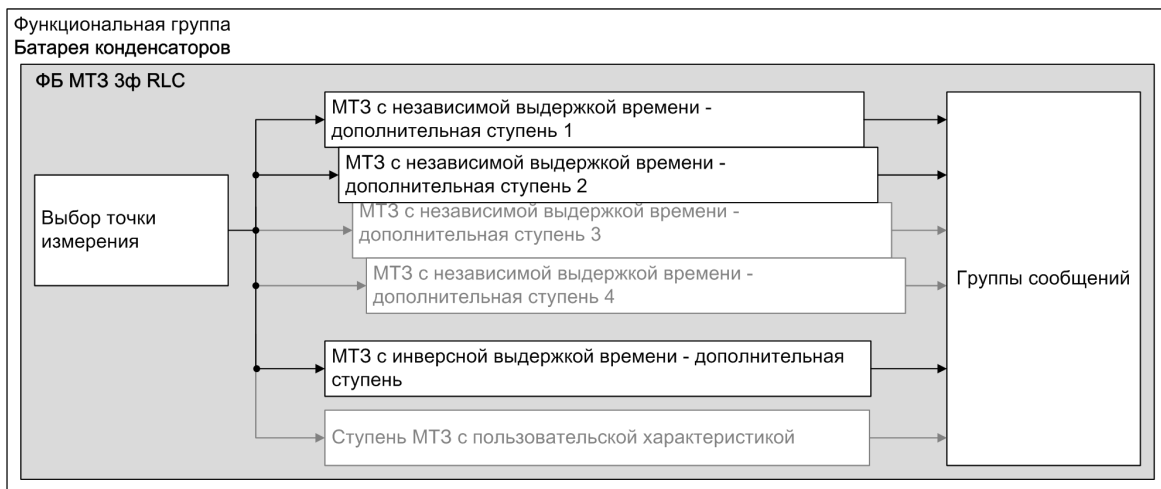 Функциональная группа
Батарея конденсаторов
ФБ МТЗ 3ф RLC
МТЗ с независимой выдержкой времени -
дополнительная ступень 1
МТЗ с независимой выдержкой времени -
дополнительная ступень 2
Выбор точки
измерения
МТЗ с независимой выдержкой времени -
дополнительная ступень 3
МТЗ с независимой выдержкой времени -
дополнительная ступень 4
Группы сообщений
МТЗ с инверсной выдержкой времени - дополнительная
ступень
Ступень МТЗ с пользовательской характеристикой